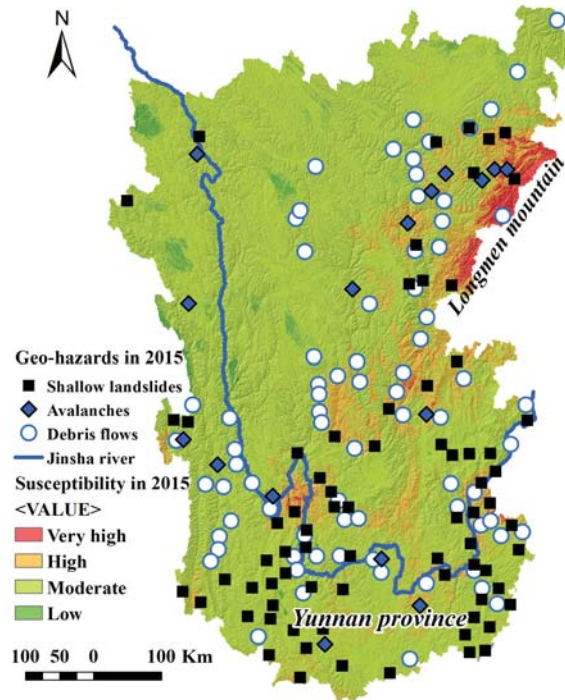 N
Longmen mountain
Geo-hazards in 2015
Shallow landslides
Avalanches
Debris flows
Jinsha river
Susceptibility in 2015
<VALUE>
Very high
High
Moderate
Low
Yunnan province
100 50 0 100 Km